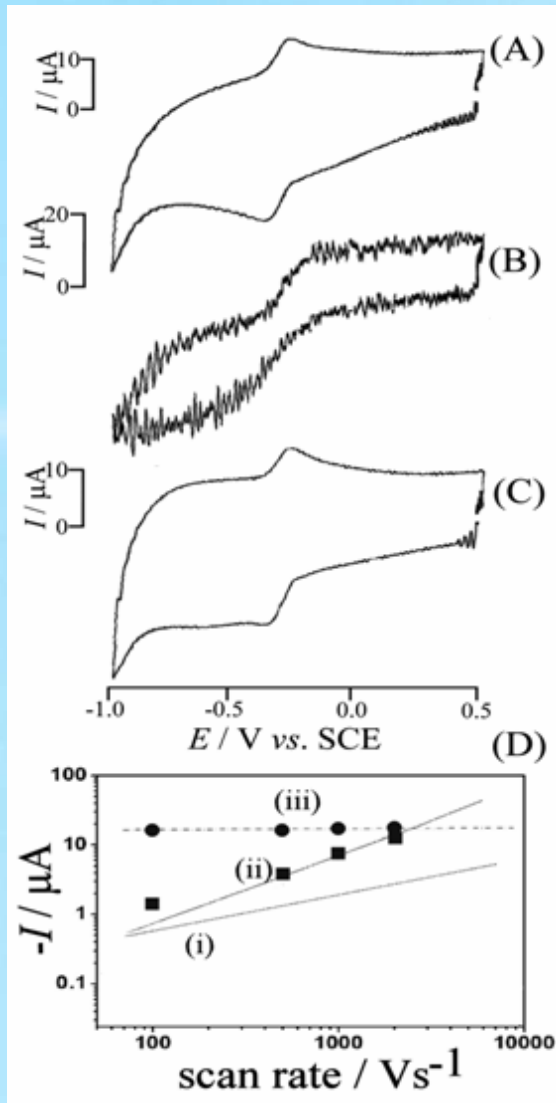 (A)
10
0
I / µA
20
0
I / µA
(B)
10
0
I / µA
(C)
-1.0 -0.5 0.0 0.5
E / V vs. SCE
(D)
100
10
1
0.1
-I / µA
(iii)
(ii)
(i)
100 1000 10000
scan rate / Vs-1